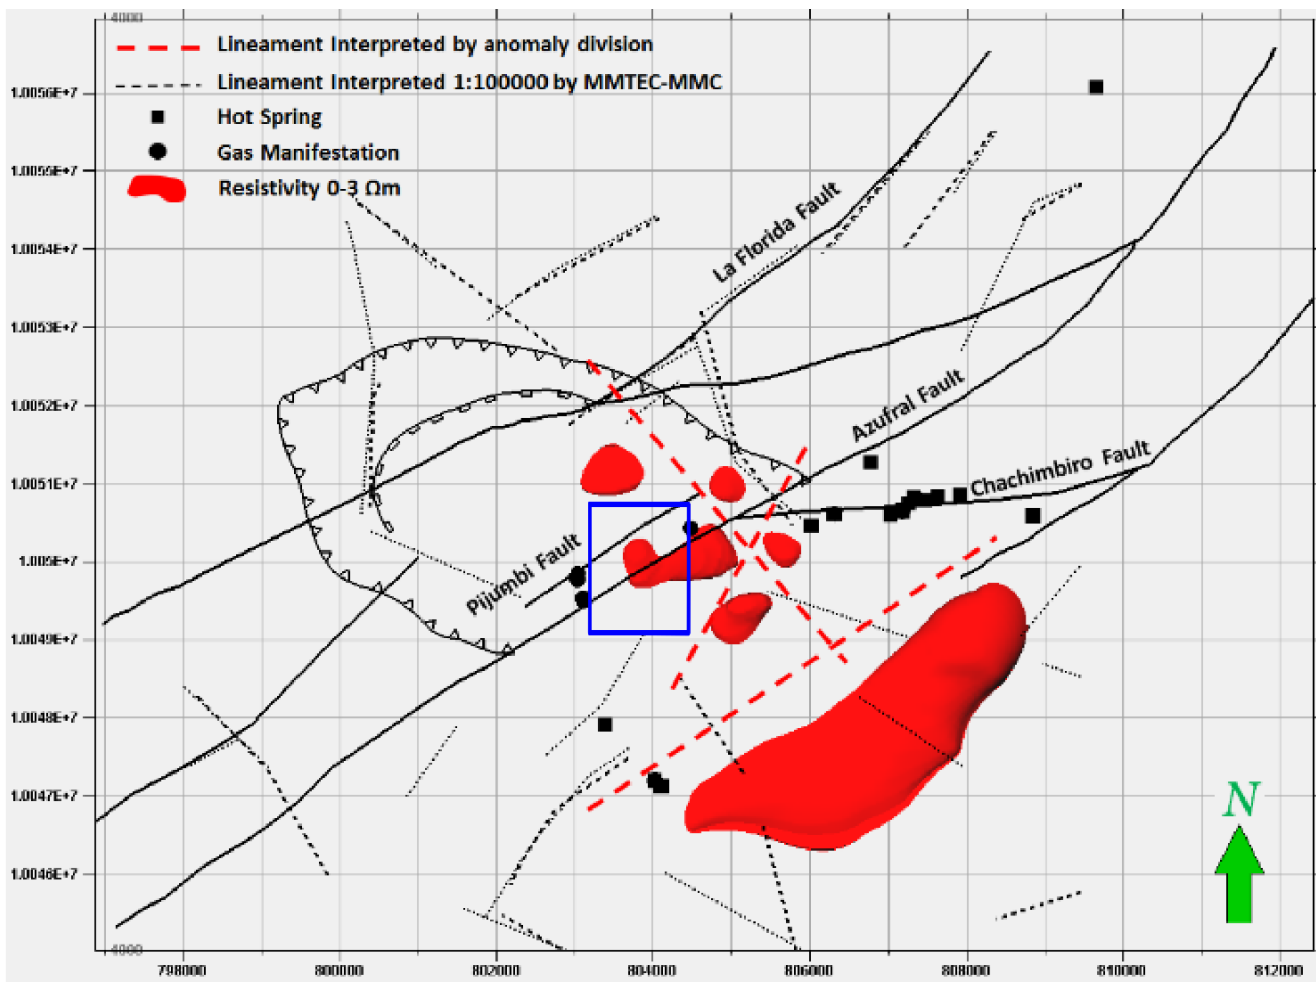 4000
Lineament Interpreted by anomaly division
Lineament Interpreted 1:100000 by MMTEC-MMC
Hot Spring
Gas Manifestation
Resistivity 0-3 Ωm
1.0056E+7
1.0055E+7
1.0054E+7
1.0053E+7
1.0052E+7
1.0051E+7
1.005E+7
1.0049E+7
1.0048E+7
1.0047E+7
1.0046E+7
La Florida Fault
Azufral Fault
Chachimbiro Fault
Pijumbi Fault
N
4000
798000
800000
802000
804000
806000
808000
810000
812000